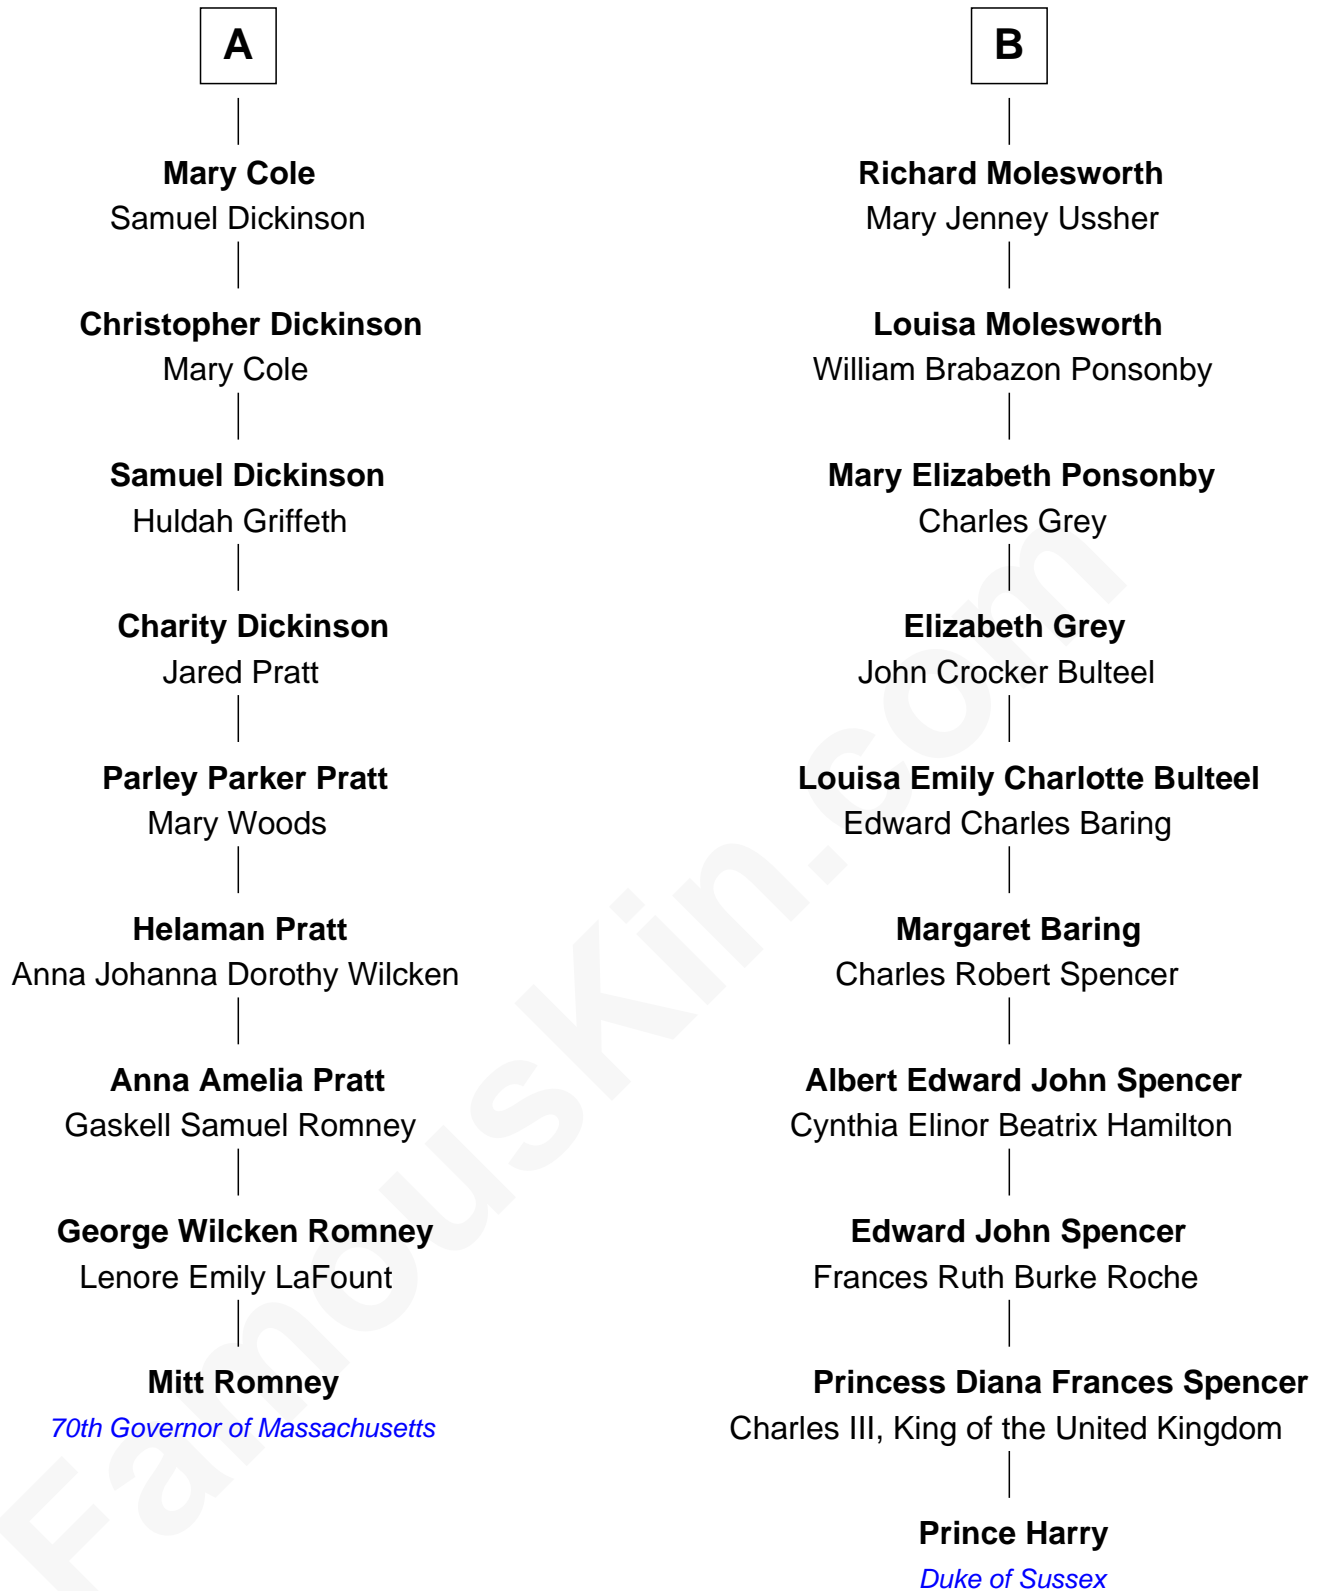 A
Mary Cole
Samuel Dickinson
Christopher Dickinson
Mary Cole
Samuel Dickinson
Huldah Griffeth
Charity Dickinson
Jared Pratt
Parley Parker Pratt
Mary Woods
Helaman Pratt
Anna Johanna Dorothy Wilcken
Anna Amelia Pratt
Gaskell Samuel Romney
George Wilcken Romney
Lenore Emily LaFount
Mitt Romney
70th Governor of Massachusetts
B
Richard Molesworth
Mary Jenney Ussher
Louisa Molesworth
William Brabazon Ponsonby
Mary Elizabeth Ponsonby
Charles Grey
Elizabeth Grey
John Crocker Bulteel
Louisa Emily Charlotte Bulteel
Edward Charles Baring
Margaret Baring
Charles Robert Spencer
Albert Edward John Spencer
Cynthia Elinor Beatrix Hamilton
Edward John Spencer
Frances Ruth Burke Roche
Princess Diana Frances Spencer
Charles III, King of the United Kingdom
Prince Harry
Duke of Sussex
FamousKin.com